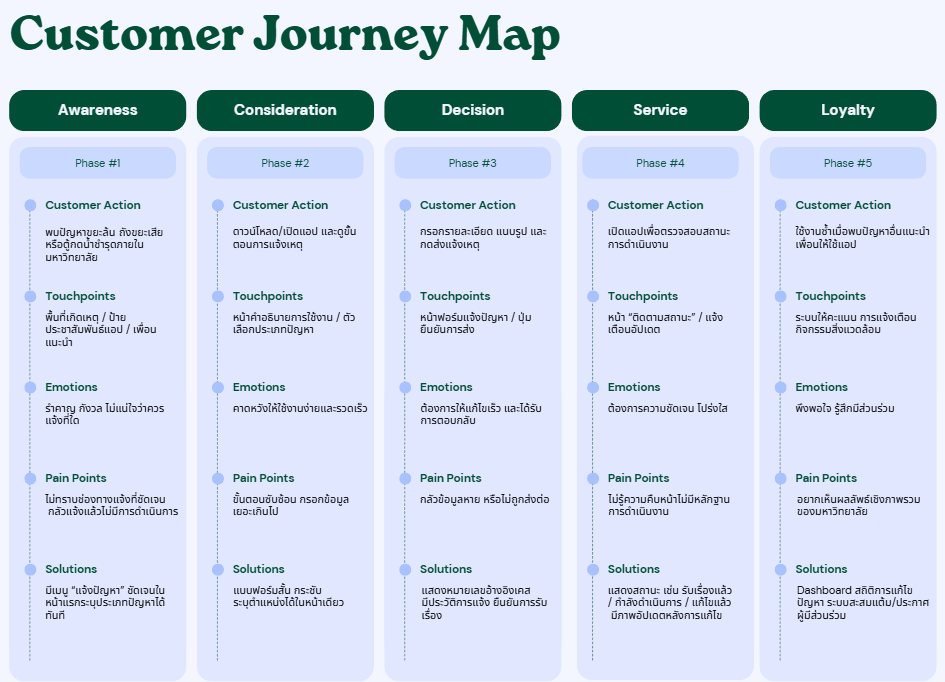 Customer Journey Map
Awareness
Phase #1
Customer Action
พบปัญหาขยะล้น ถังขยะเสีย
หรือตู้กดน้ำชำรุดภายใน
มหาวิทยาลัย
Touchpoints
พื้นที่เกิดเหตุ / ป้าย
ประชาสัมพันธ์แอป / เพื่อน
แนะนำ
Emotions
รำคาญ กังวล ไม่แน่ใจว่าควร
แจ้งที่ใด
Pain Points
ไม่ทราบช่องทางแจ้งที่ชัดเจน
กลัวแจ้งแล้วไม่มีการดำเนินการ
Solutions
มีเมนู “แจ้งปัญหา” ชัดเจนใน
หน้าแรกระบุประเภทปัญหาได้
ทันที
Consideration
Phase #2
Customer Action
ดาวน์โหลด/เปิดแอป และดูขั้น
ตอนการแจ้งเหตุ
Touchpoints
หน้าคำอธิบายการใช้งาน / ตัว
เลือกประเภทปัญหา
Emotions
คาดหวังให้ใช้งานง่ายและรวดเร็ว
Pain Points
ขั้นตอนซับซ้อน กรอกข้อมูล
เยอะเกินไป
Solutions
แบบฟอร์มสั้น กระชับ
ระบุตำแหน่งได้ในหน้าเดียว
Decision
Phase #3
Customer Action
กรอกรายละเอียด แนบรูป และ
กดส่งแจ้งเหตุ
Touchpoints
หน้าฟอร์มแจ้งปัญหา / ปุ่ม
ยืนยันการส่ง
Emotions
ต้องการให้แก้ไขเร็ว และได้รับ
การตอบกลับ
Pain Points
กลัวข้อมูลหาย หรือไม่ถูกส่งต่อ
Solutions
แสดงหมายเลขอ้างอิงเคส
มีประวัติการแจ้ง ยืนยันการรับ
เรื่อง
Service
Phase #4
Customer Action
เปิดแอปเพื่อตรวจสอบสถานะ
การดำเนินงาน
Touchpoints
หน้า “ติดตามสถานะ” / แจ้ง
เตือนอัปเดต
Emotions
ต้องการความชัดเจน โปร่งใส
Pain Points
ไม่รู้ความคืบหน้าไม่มีหลักฐาน
การดำเนินงาน
Solutions
แสดงสถานะ เช่น รับเรื่องแล้ว
/ กำลังดำเนินการ / แก้ไขแล้ว
มีภาพอัปเดตหลังการแก้ไข
Loyalty
Phase #5
Customer Action
ใช้งานซ้ำเมื่อพบปัญหาอื่นแนะนำ
เพื่อนให้ใช้แอป
Touchpoints
ระบบให้คะแนน การแจ้งเตือน
กิจกรรมสิ่งแวดล้อม
Emotions
พึงพอใจ รู้สึกมีส่วนร่วม
Pain Points
อยากเห็นผลลัพธ์เชิงภาพรวม
ของมหาวิทยาลัย
Solutions
Dashboard สถิติการแก้ไข
ปัญหา ระบบสะสมแต้ม/ประกาศ
ผู้มีส่วนร่วม